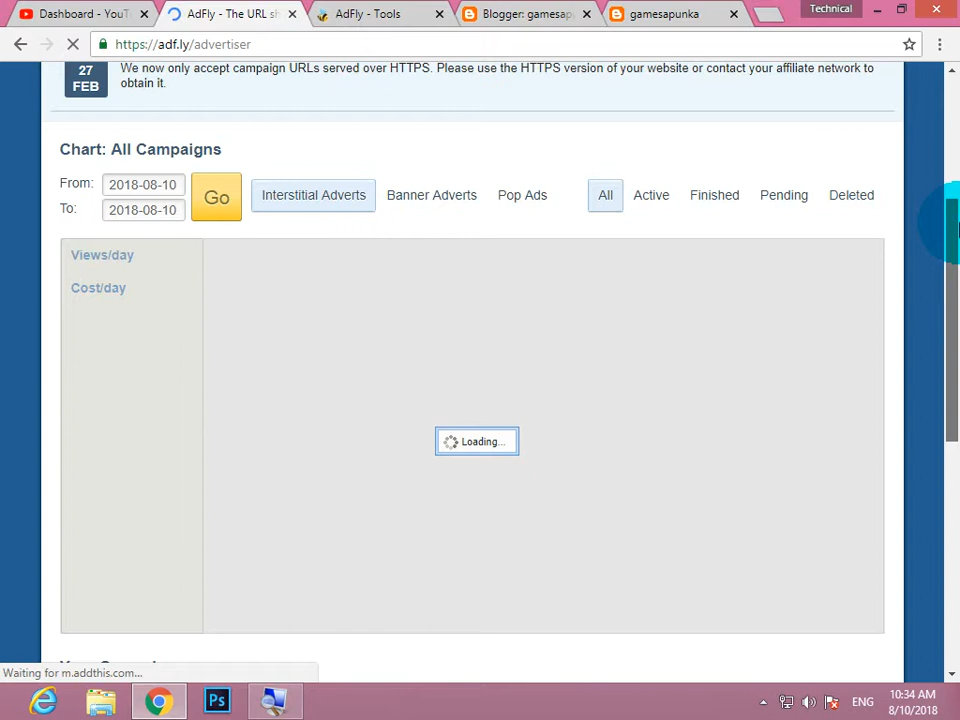 Dashboard - YouT
AdFly - The URL sh
AdFly - Tools
Blogger: gamesap
gamesapunka
Technical
https://adf.ly/advertiser
27
FEB
We now only accept campaign URLs served over HTTPS. Please use the HTTPS version of your website or contact your affiliate network to
obtain it.
Chart: All Campaigns
From:
2018-08-10
To:
2018-08-10
Go
Interstitial Adverts
Banner Adverts
Pop Ads
All
Active
Finished
Pending
Deleted
Views/day
Cost/day
Loading...
Waiting for m.addthis.com...
Ps
ENG
10:34 AM
8/10/2018